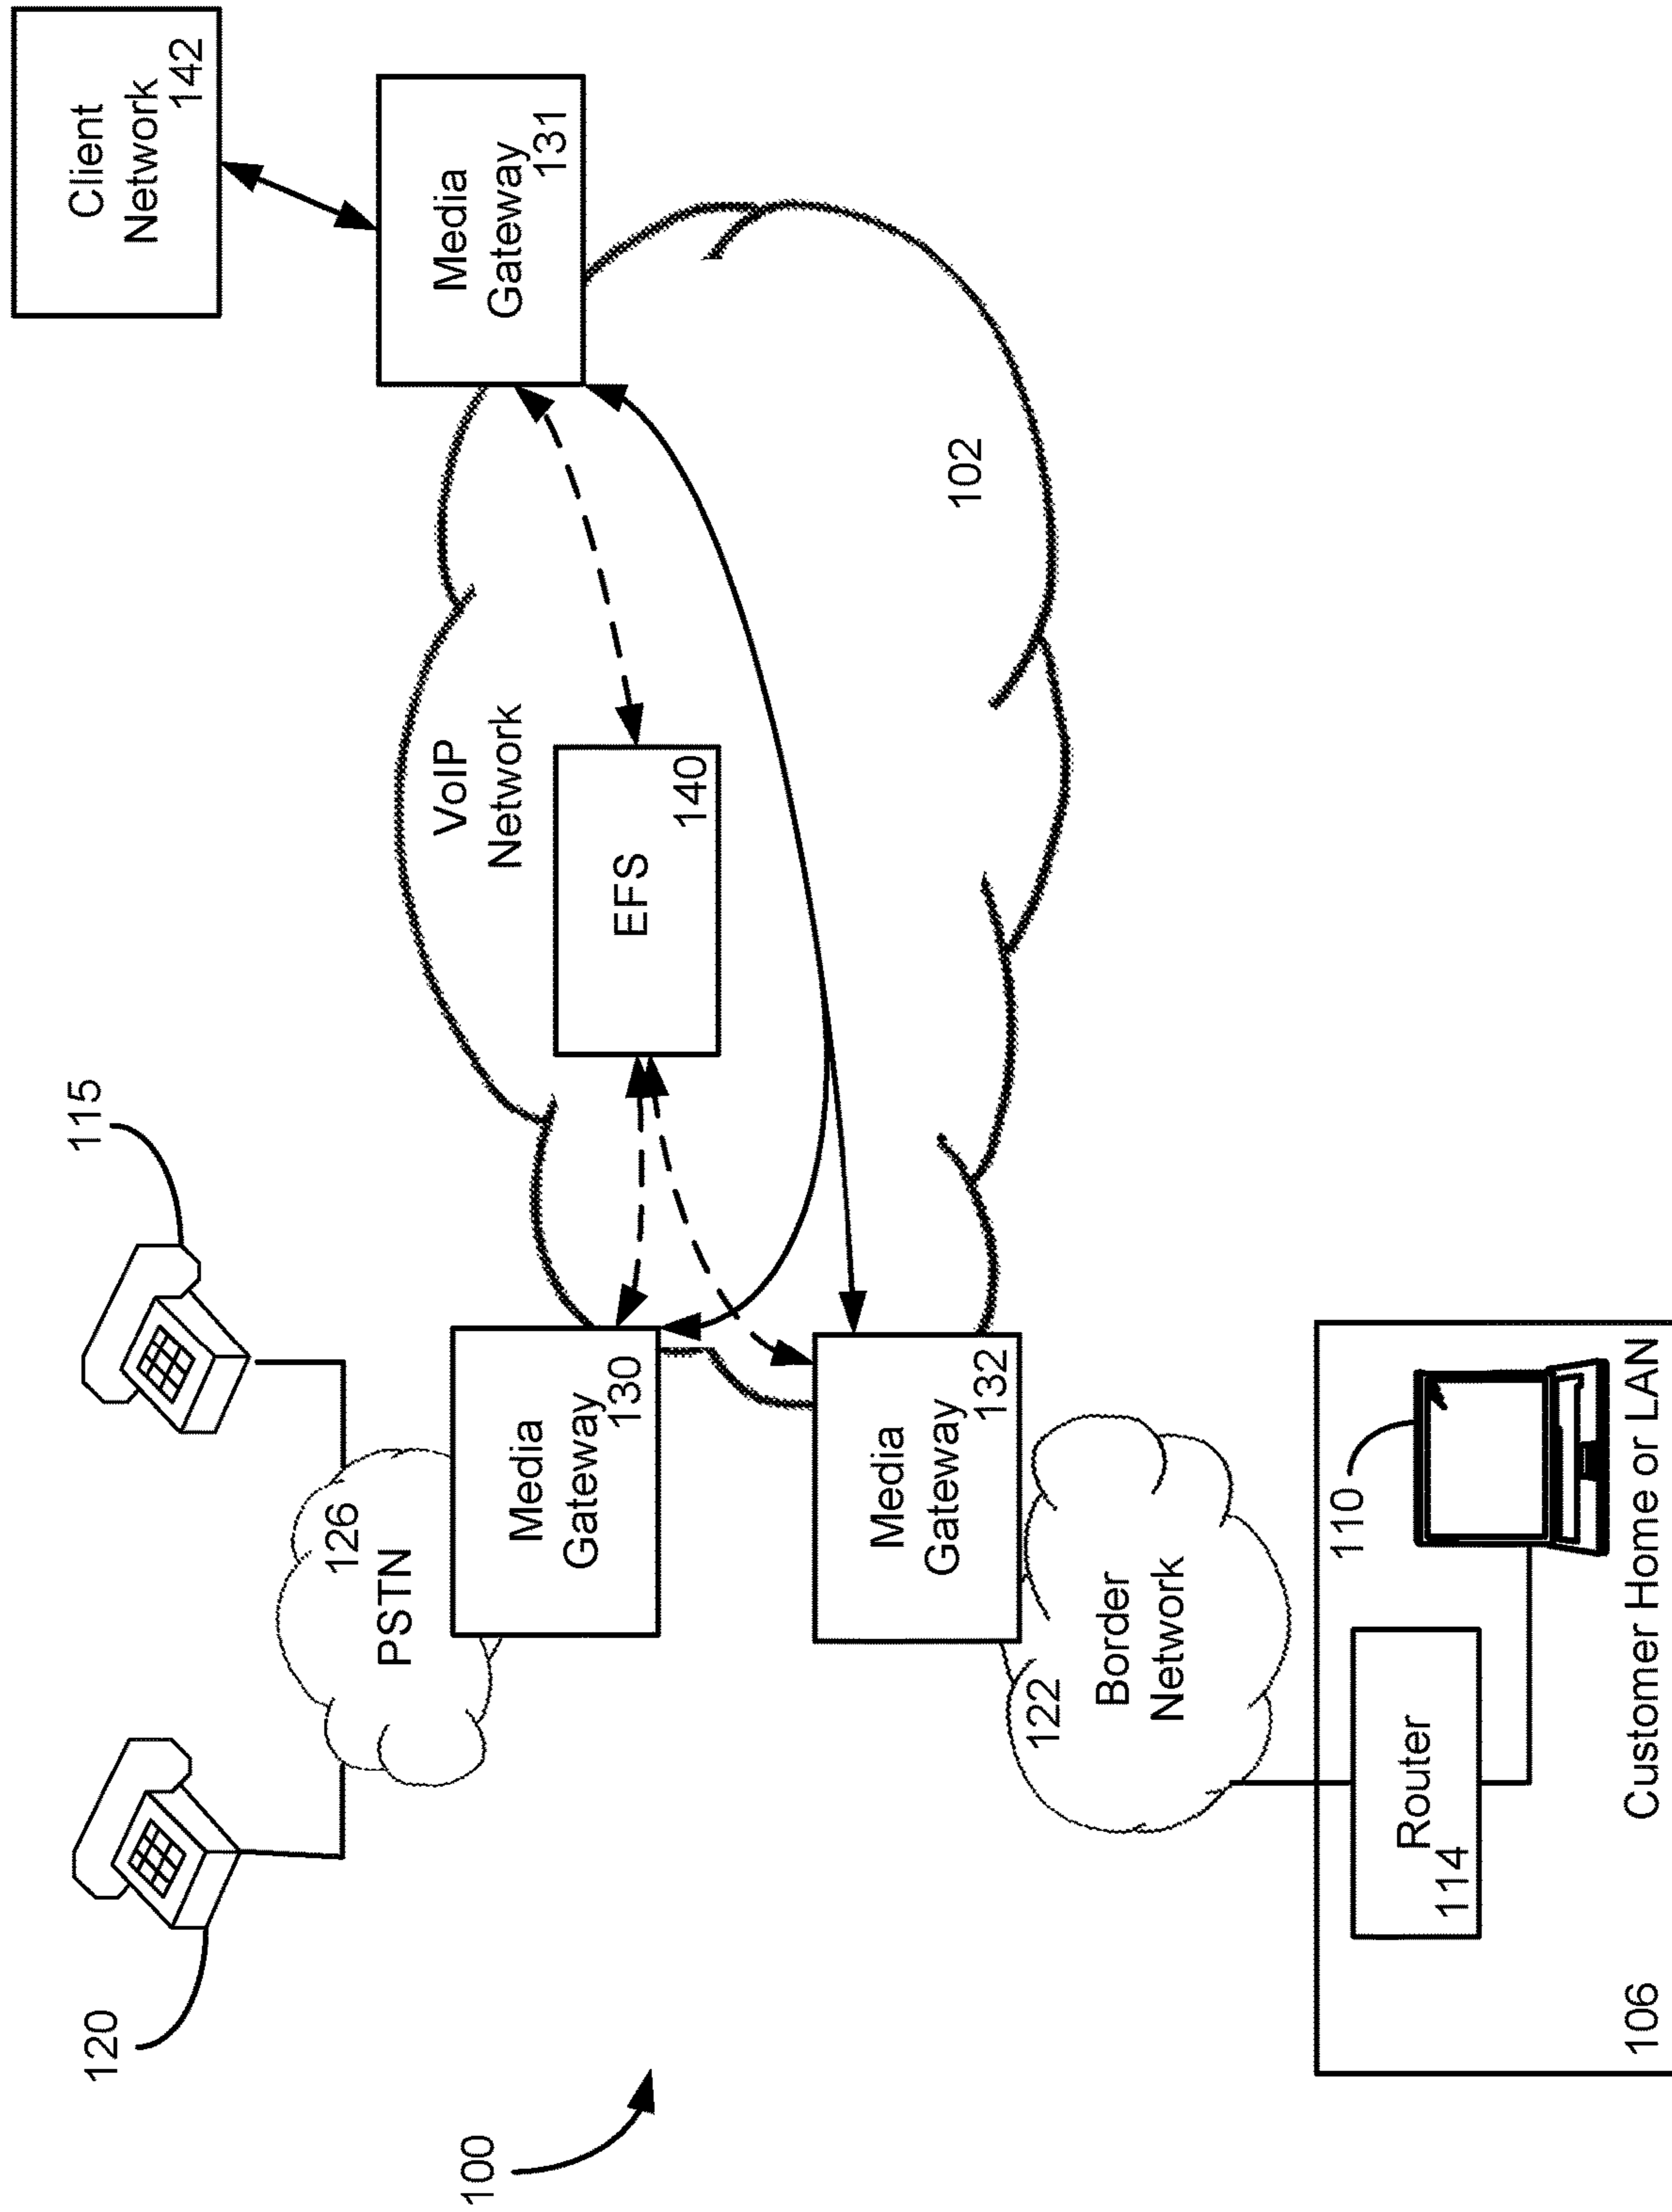 100
120
115
126
PSTN
Media
Gateway
130
VoIP
Network
EFS
140
Client
Network
142
Media
Gateway
131
102
Media
Gateway
132
122
Border
Network
110
Router
114
106
Customer Home or LAN